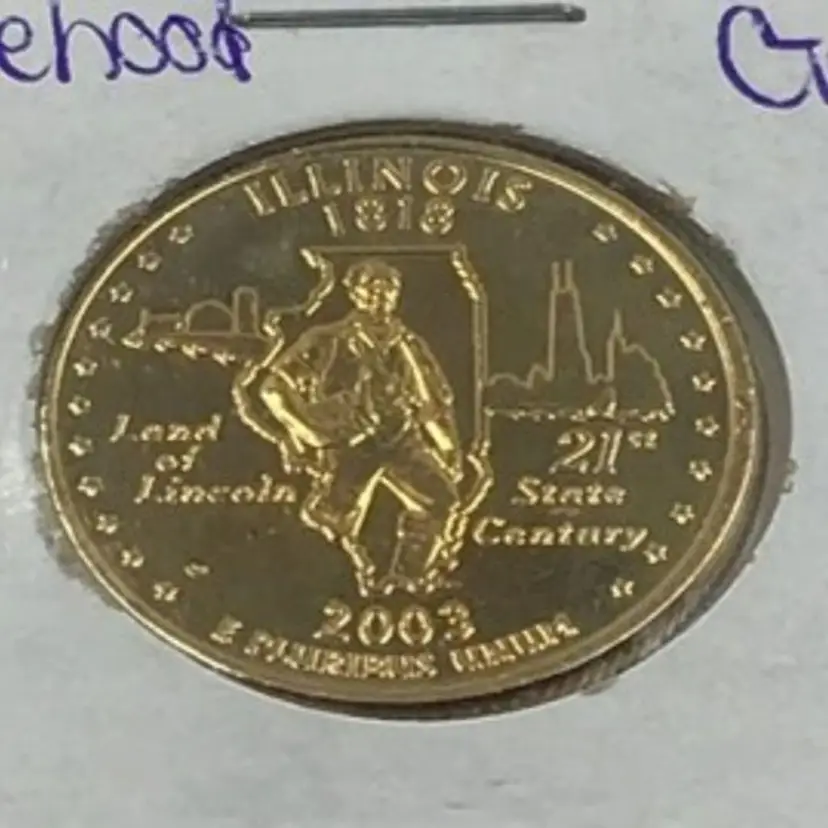 ILLINOIS
1818
Land
of
Lincoln
21st
State
Century
2003
E PLURIBUS UNUM